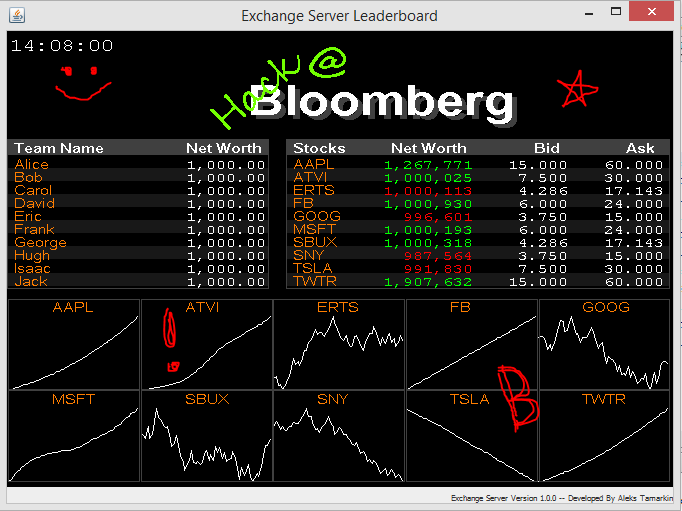 Exchange Server Leaderboard
14:08:00
Hack @
Bloomberg
Team Name Net Worth
Alice 1,000.00
Bob 1,000.00
Carol 1,000.00
David 1,000.00
Eric 1,000.00
Frank 1,000.00
George 1,000.00
Hugh 1,000.00
Isaac 1,000.00
Jack 1,000.00
Stocks Net Worth Bid Ask
AAPL 1,267,771 15.000 60.000
ATVI 1,000,025 7.500 30.000
ERTS 1,000,113 4.286 17.143
FB 1,000,930 6.000 24.000
GOOG 996,601 3.750 15.000
MSFT 1,000,193 6.000 24.000
SBUX 1,000,318 4.286 17.143
SNY 987,564 3.750 15.000
TSLA 991,830 7.500 30.000
TWTR 1,907,632 15.000 60.000
AAPL ATVI ERTS FB GOOG
!
MSFT SBUX SNY TSLA TWTR
B
Exchange Server Version 1.0.0 -- Developed By Aleks Tamarkin